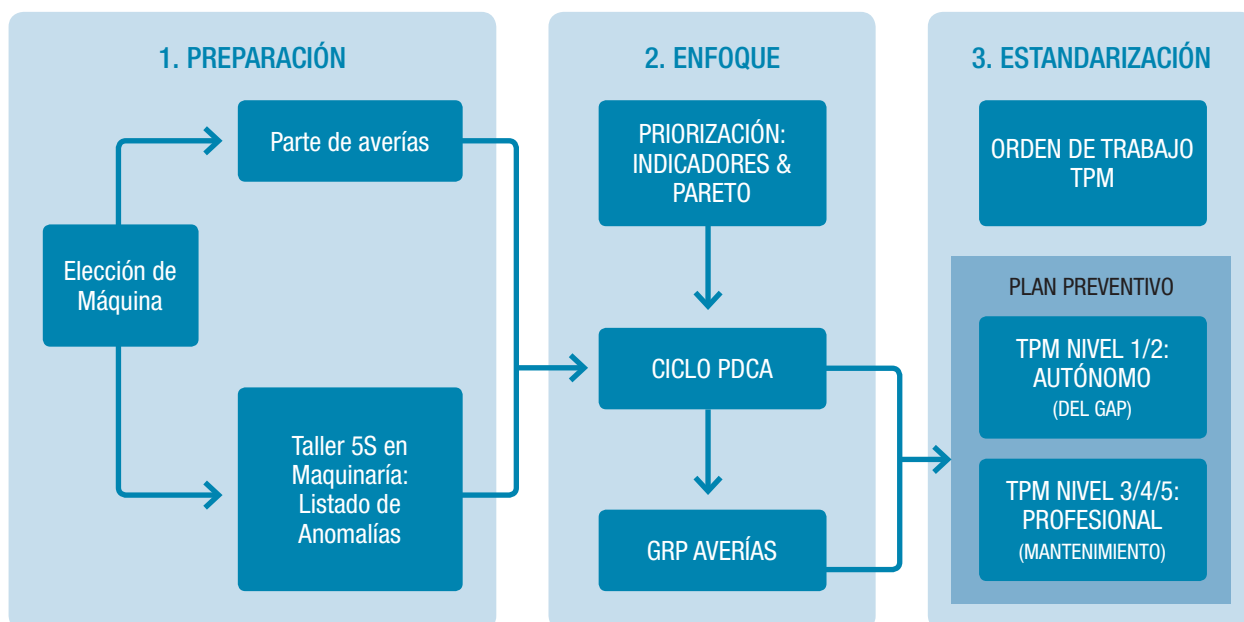 1. PREPARACIÓN
Parte de averías
Elección de
Máquina
Taller 5S en
Maquinaría:
Listado de
Anomalías
2. ENFOQUE
PRIORIZACIÓN:
INDICADORES &
PARETO
CICLO PDCA
GRP AVERÍAS
3. ESTANDARIZACIÓN
ORDEN DE TRABAJO
TPM
PLAN PREVENTIVO
TPM NIVEL 1/2:
AUTÓNOMO
(DEL GAP)
TPM NIVEL 3/4/5:
PROFESIONAL
(MANTENIMIENTO)